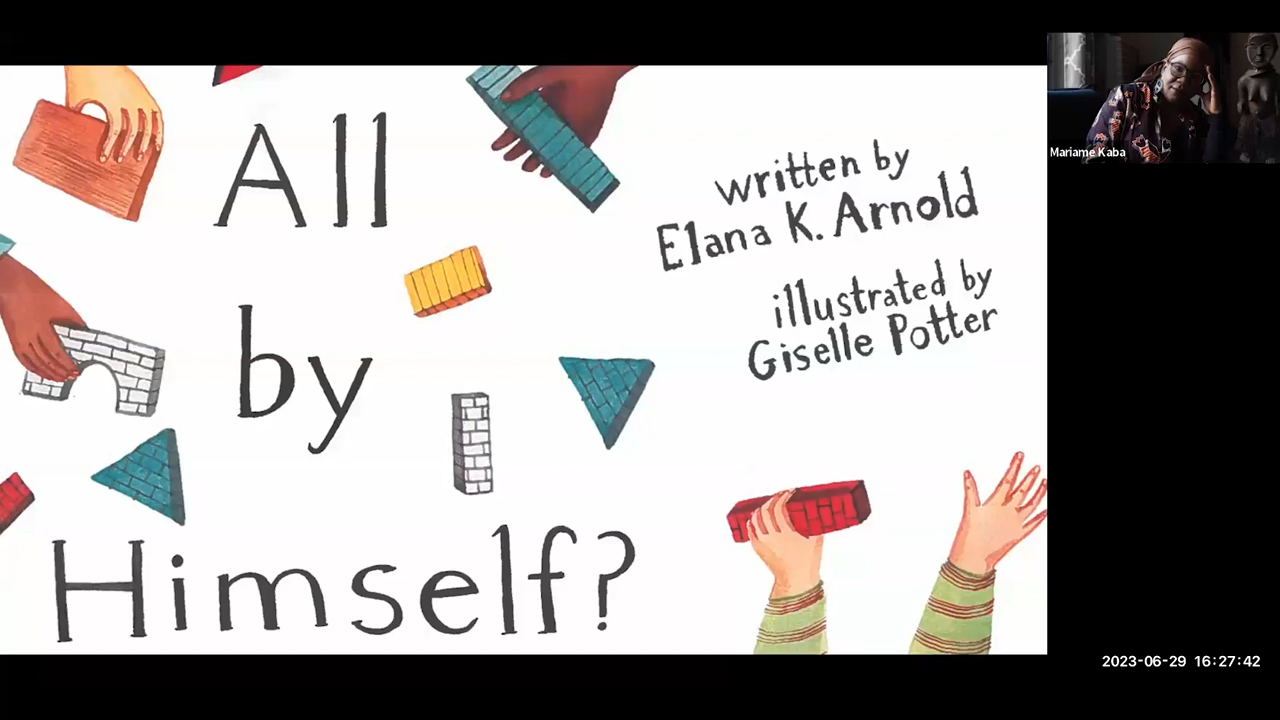 All
by
Himself?
written by
Elana K. Arnold
illustrated by
Giselle Potter
Mariame Kaba
2023-06-29 16:27:42